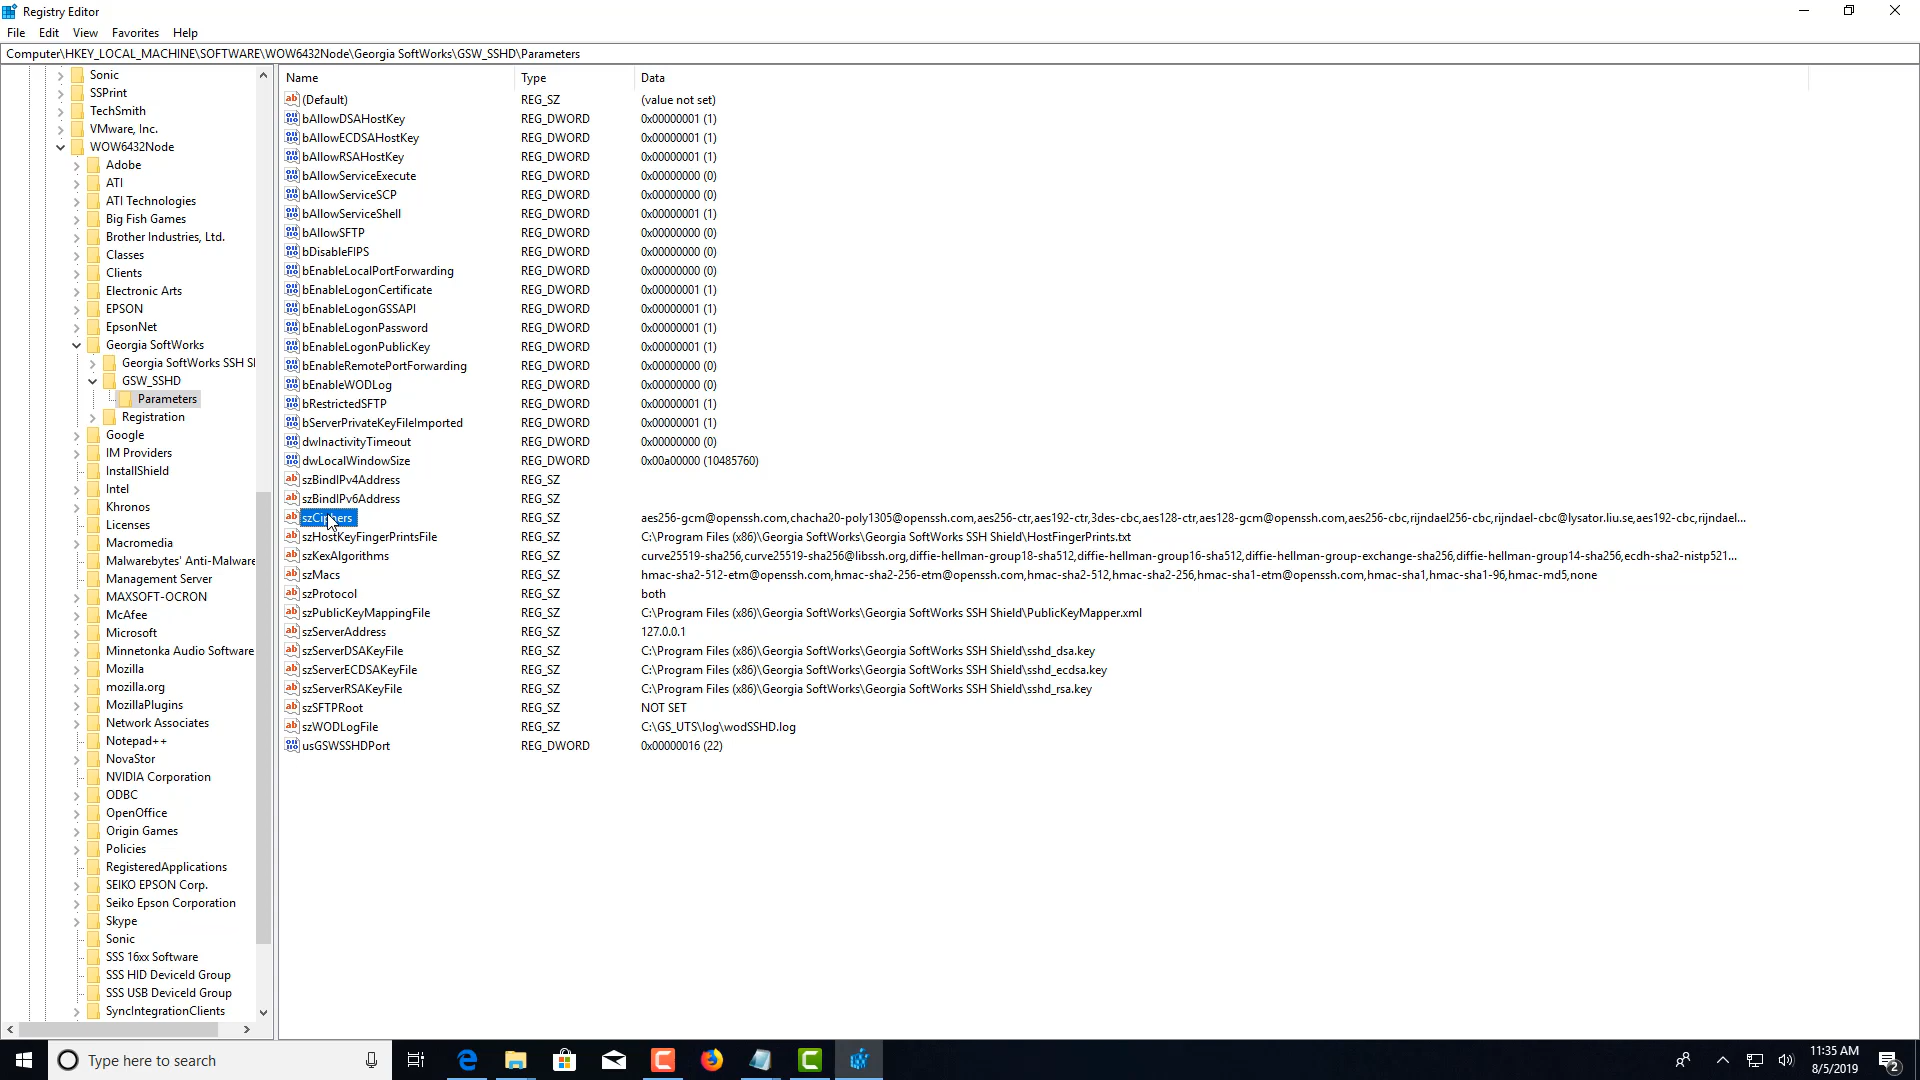 Registry Editor
File Edit View Favorites Help
Computer\HKEY_LOCAL_MACHINE\SOFTWARE\WOW6432Node\Georgia SoftWorks\GSW_SSHD\Parameters
Sonic
SSPrint
TechSmith
VMware, Inc.
WOW6432Node
Adobe
ATI
ATI Technologies
Big Fish Games
Brother Industries, Ltd.
Classes
Clients
Electronic Arts
EPSON
EpsonNet
Georgia SoftWorks
Georgia SoftWorks SSH SI
GSW_SSHD
Parameters
Registration
Google
IM Providers
InstallShield
Intel
Khronos
Licenses
Macromedia
Malwarebytes' Anti-Malware
Management Server
MAXSOFT-OCRON
McAfee
Microsoft
Minnetonka Audio Software
Mozilla
mozilla.org
MozillaPlugins
Network Associates
Notepad++
NovaStor
NVIDIA Corporation
ODBC
OpenOffice
Origin Games
Policies
RegisteredApplications
SEIKO EPSON Corp.
Seiko Epson Corporation
Skype
Sonic
SSS 16xx Software
SSS HID DeviceId Group
SSS USB DeviceId Group
SyncIntegrationClients
Name Type Data
(Default) REG_SZ (value not set)
bAllowDSAHostKey REG_DWORD 0x00000001 (1)
bAllowECDSAHostKey REG_DWORD 0x00000001 (1)
bAllowRSAHostKey REG_DWORD 0x00000001 (1)
bAllowServiceExecute REG_DWORD 0x00000000 (0)
bAllowServiceSCP REG_DWORD 0x00000000 (0)
bAllowServiceShell REG_DWORD 0x00000001 (1)
bAllowSFTP REG_DWORD 0x00000000 (0)
bDisableFIPS REG_DWORD 0x00000000 (0)
bEnableLocalPortForwarding REG_DWORD 0x00000000 (0)
bEnableLogonCertificate REG_DWORD 0x00000001 (1)
bEnableLogonGSSAPI REG_DWORD 0x00000001 (1)
bEnableLogonPassword REG_DWORD 0x00000001 (1)
bEnableLogonPublicKey REG_DWORD 0x00000001 (1)
bEnableRemotePortForwarding REG_DWORD 0x00000000 (0)
bEnableWODLog REG_DWORD 0x00000000 (0)
bRestrictedSFTP REG_DWORD 0x00000001 (1)
bServerPrivateKeyFileImported REG_DWORD 0x00000001 (1)
dwInactivityTimeout REG_DWORD 0x00000000 (0)
dwLocalWindowSize REG_DWORD 0x00a00000 (10485760)
szBindIPv4Address REG_SZ
szBindIPv6Address REG_SZ
szCiphers REG_SZ aes256-gcm@openssh.com,chacha20-poly1305@openssh.com,aes256-ctr,aes192-ctr,3des-cbc,aes128-ctr,aes128-gcm@openssh.com,aes256-cbc,rijndael256-cbc,rijndael-cbc@lysator.liu.se,aes192-cbc,rijndael...
szHostKeyFingerPrintsFile REG_SZ C:\Program Files (x86)\Georgia SoftWorks\Georgia SoftWorks SSH Shield\HostFingerPrints.txt
szKexAlgorithms REG_SZ curve25519-sha256,curve25519-sha256@libssh.org,diffie-hellman-group18-sha512,diffie-hellman-group16-sha512,diffie-hellman-group-exchange-sha256,diffie-hellman-group14-sha256,ecdh-sha2-nistp521...
szMacs REG_SZ hmac-sha2-512-etm@openssh.com,hmac-sha2-256-etm@openssh.com,hmac-sha2-512,hmac-sha2-256,hmac-sha1-etm@openssh.com,hmac-sha1,hmac-sha1-96,hmac-md5,none
szProtocol REG_SZ both
szPublicKeyMappingFile REG_SZ C:\Program Files (x86)\Georgia SoftWorks\Georgia SoftWorks SSH Shield\PublicKeyMapper.xml
szServerAddress REG_SZ 127.0.0.1
szServerDSAKeyFile REG_SZ C:\Program Files (x86)\Georgia SoftWorks\Georgia SoftWorks SSH Shield\sshd_dsa.key
szServerECDSAKeyFile REG_SZ C:\Program Files (x86)\Georgia SoftWorks\Georgia SoftWorks SSH Shield\sshd_ecdsa.key
szServerRSAKeyFile REG_SZ C:\Program Files (x86)\Georgia SoftWorks\Georgia SoftWorks SSH Shield\sshd_rsa.key
szSFTPRoot REG_SZ NOT SET
szWODLogFile REG_SZ C:\GS_UTS\log\wodSSHD.log
usGSWSSHDPort REG_DWORD 0x00000016 (22)
Type here to search
11:35 AM
8/5/2019
2